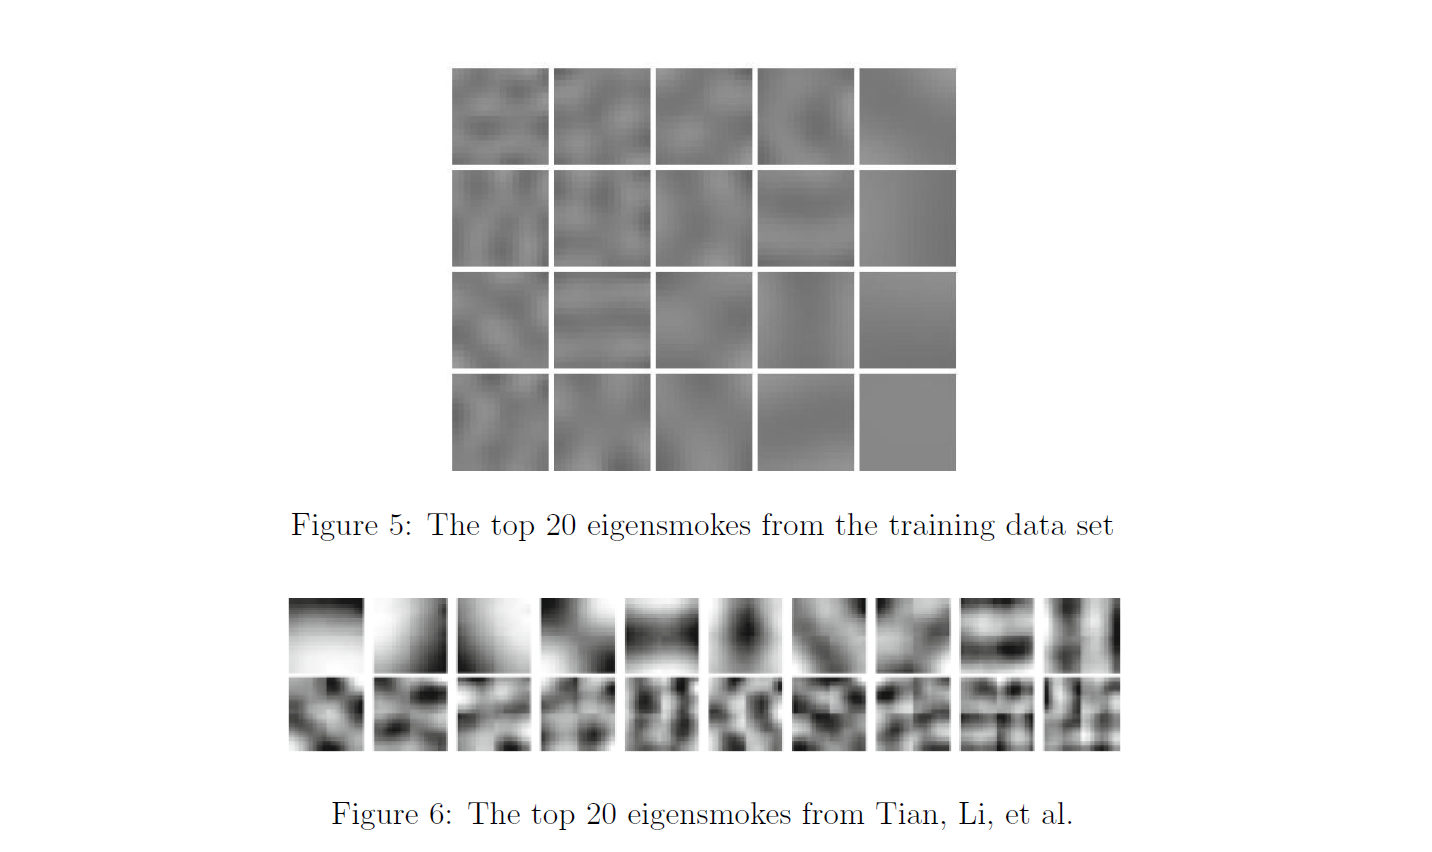 Figure 5: The top 20 eigensmokes from the training data set
Figure 6: The top 20 eigensmokes from Tian, Li, et al.